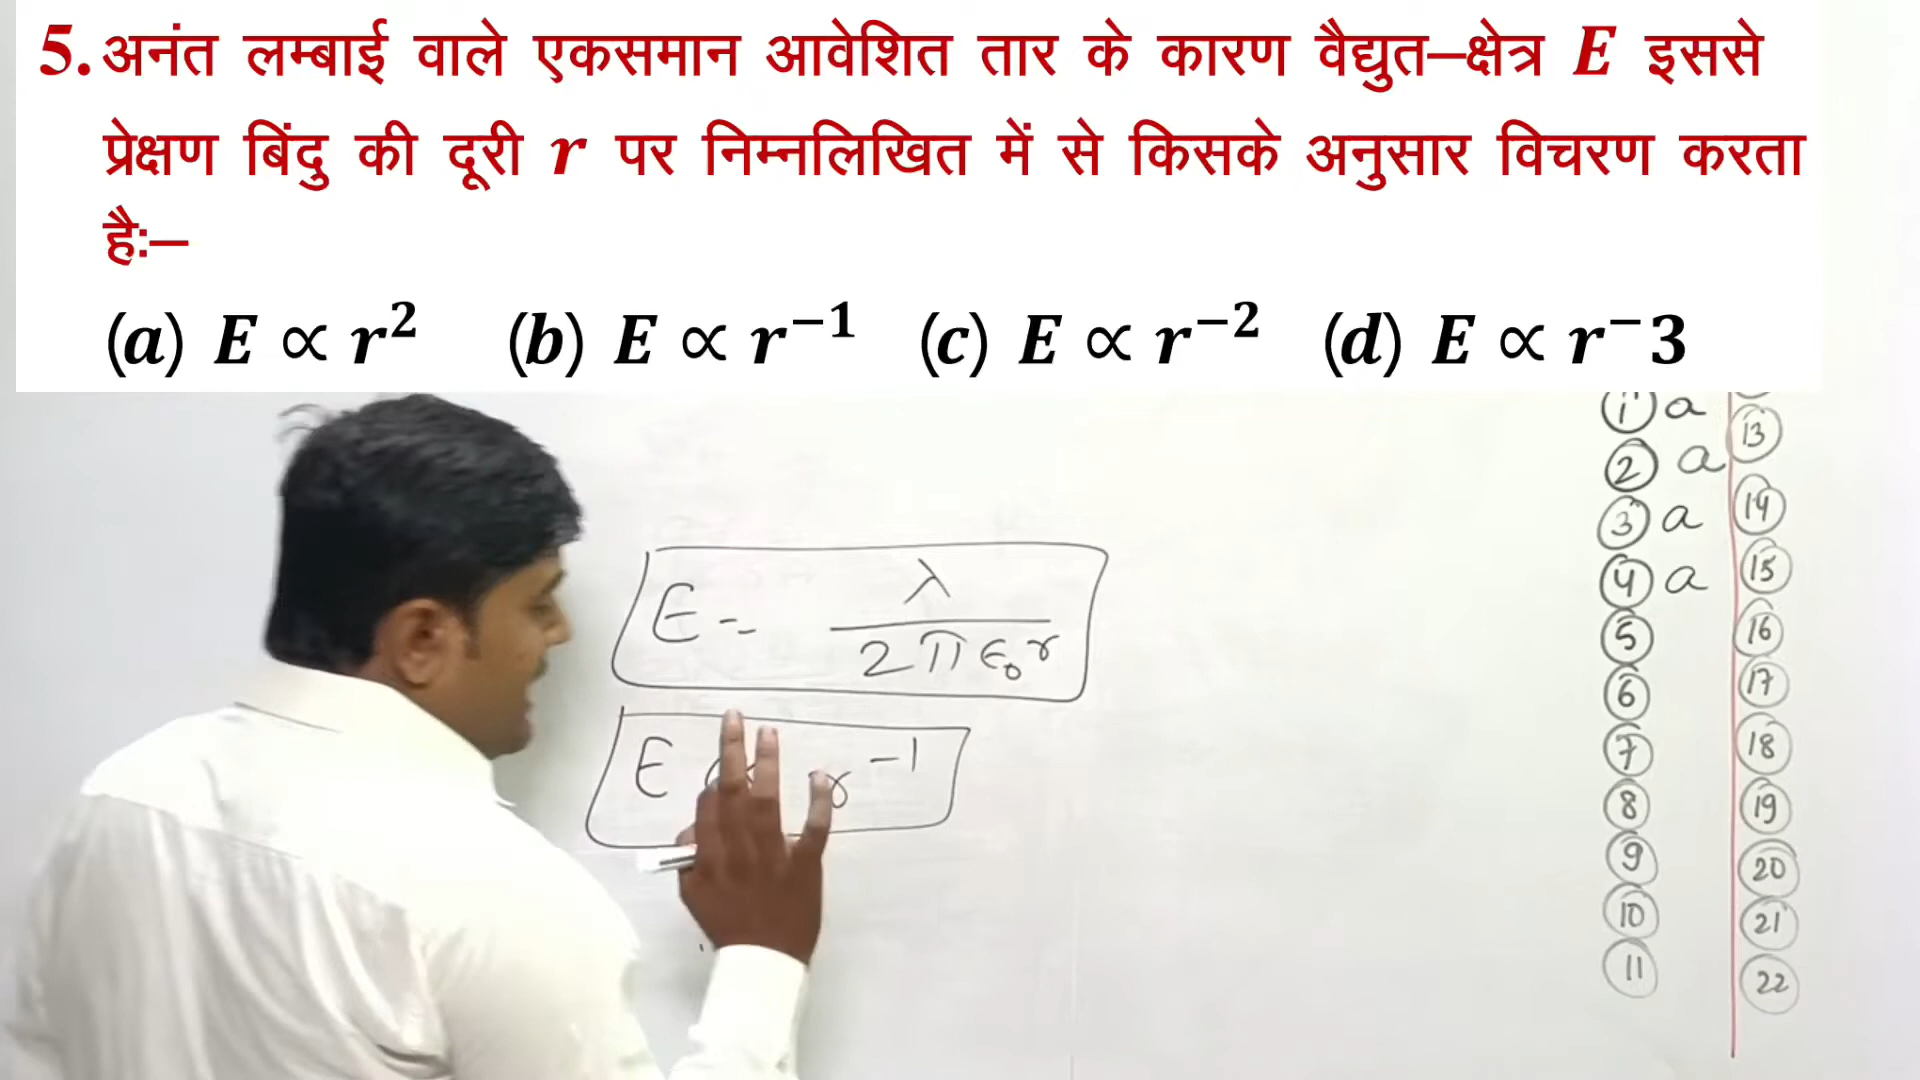 5. अनंत लम्बाई वाले एकसमान आवेशित तार के कारण वैद्युत–क्षेत्र E इससे
प्रेक्षण बिंदु की दूरी r पर निम्नलिखित में से किसके अनुसार विचरण करता
है:–
(a) E ∝ r² (b) E ∝ r⁻¹ (c) E ∝ r⁻² (d) E ∝ r⁻3
E = λ / 2πε₀r
E ∝ r⁻¹
1 a
2 a
3 a
4 a
5
6
7
8
9
10
11
13
14
15
16
17
18
19
20
21
22